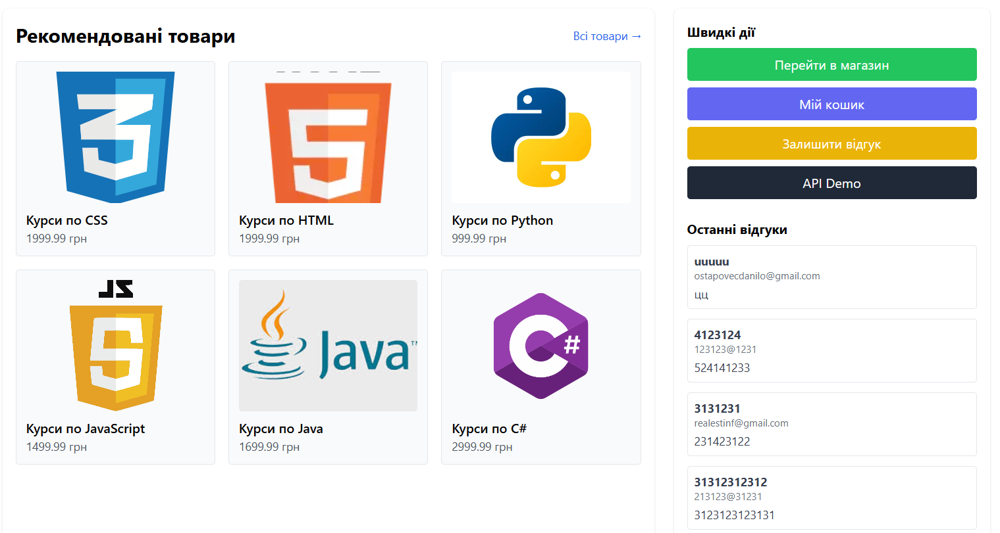 Рекомендовані товари
Всі товари →
Курси по CSS
1999.99 грн
Курси по HTML
1999.99 грн
Курси по Python
999.99 грн
JS
Курси по JavaScript
1499.99 грн
Java™
Курси по Java
1699.99 грн
C#
Курси по C#
2999.99 грн
Швидкі дії
Перейти в магазин
Мій кошик
Залишити відгук
API Demo
Останні відгуки
uuuuu
ostapovecdanilo@gmail.com
цц
4123124
123123@1231
524141233
3131231
realestinf@gmail.com
231423122
31312312312
213123@31231
3123123123131